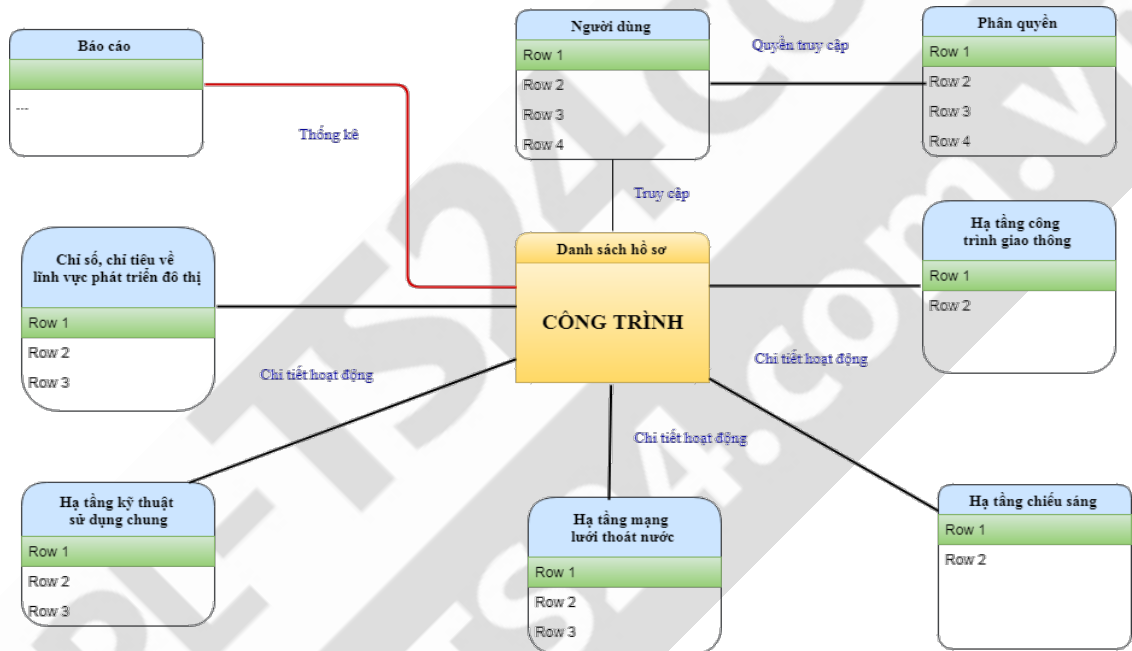 Báo cáo
---
Thống kê
Người dùng
Row 1
Row 2
Row 3
Row 4
Quyền truy cập
Phân quyền
Row 1
Row 2
Row 3
Row 4
Truy cập
Chỉ số, chỉ tiêu về
lĩnh vực phát triển đô thị
Row 1
Row 2
Row 3
Danh sách hồ sơ
CÔNG TRÌNH
Hạ tầng công
trình giao thông
Row 1
Row 2
Chi tiết hoạt động
Chi tiết hoạt động
Chi tiết hoạt động
Hạ tầng kỹ thuật
sử dụng chung
Row 1
Row 2
Row 3
Hạ tầng mạng
lưới thoát nước
Row 1
Row 2
Row 3
Hạ tầng chiếu sáng
Row 1
Row 2